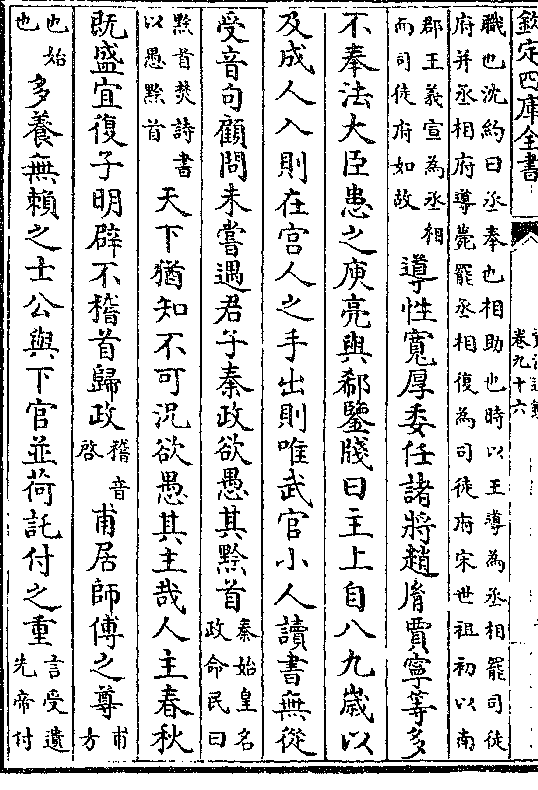 欽定四庫全書
卷九十六
職也沈約曰丞奉也相助也時以王導為丞相罷司徒
府并丞相府導薨罷丞相復為司徒府宋世祖初以南
郡王義宣為丞相
而司徒府如故
導性寛厚委任諸將趙胤賈寧等多
不奉法大臣患之庾亮與郗鑒牋曰主上自八九歲以
及成人入則在宫人之手出則唯武官小人讀書無從
受音句顧問未嘗遇君子秦政欲愚其黔首
秦始皇名
政命民曰
黔首焚詩書
以愚黔首
天下猶知不可況欲愚其主哉人主春秋
既盛宜復子明辟不稽首歸政
稽音
啓
甫居師傅之尊
甫
方
也始
也
多養無賴之士公與下官並荷託付之重
言受遺
先帝付